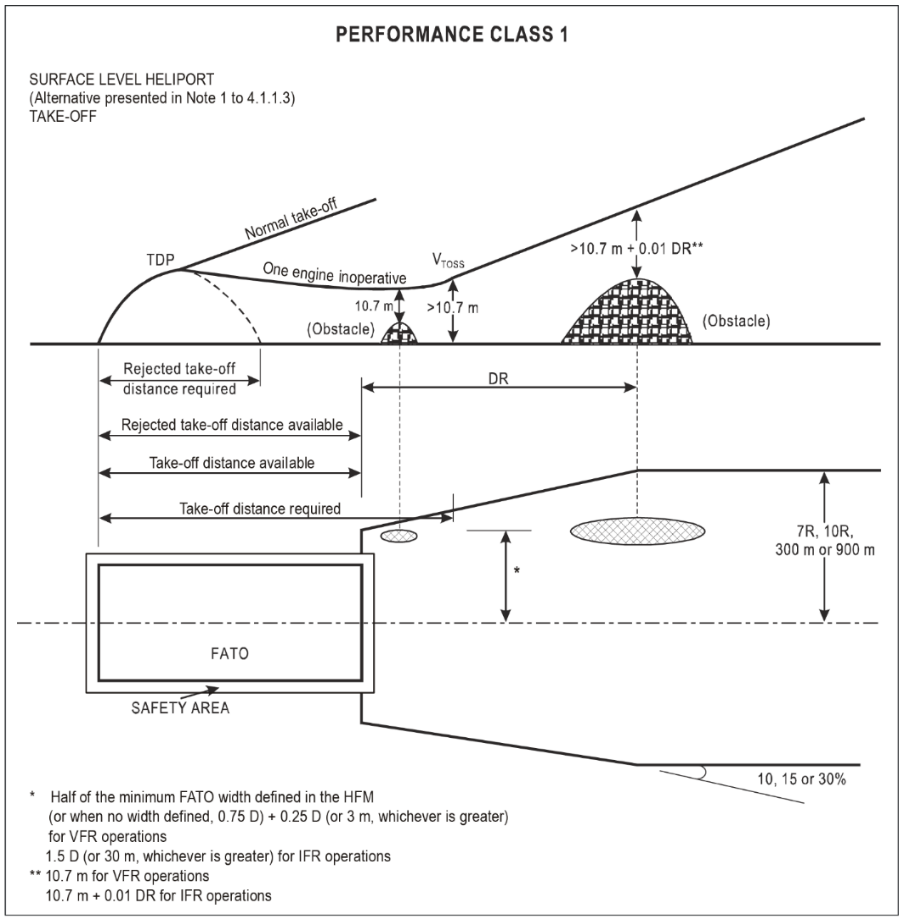 PERFORMANCE CLASS 1
SURFACE LEVEL HELIPORT
(Alternative presented in Note 1 to 4.1.1.3)
TAKE-OFF
Normal take-off
TDP
One engine inoperative
VTOSS
>10.7 m + 0.01 DR**
10.7 m
>10.7 m
(Obstacle)
(Obstacle)
Rejected take-off
distance required
DR
Rejected take-off distance available
Take-off distance available
Take-off distance required
7R, 10R,
300 m or 900 m
*
FATO
SAFETY AREA
10, 15 or 30%
* Half of the minimum FATO width defined in the HFM
(or when no width defined, 0.75 D) + 0.25 D (or 3 m, whichever is greater)
for VFR operations
1.5 D (or 30 m, whichever is greater) for IFR operations
** 10.7 m for VFR operations
10.7 m + 0.01 DR for IFR operations